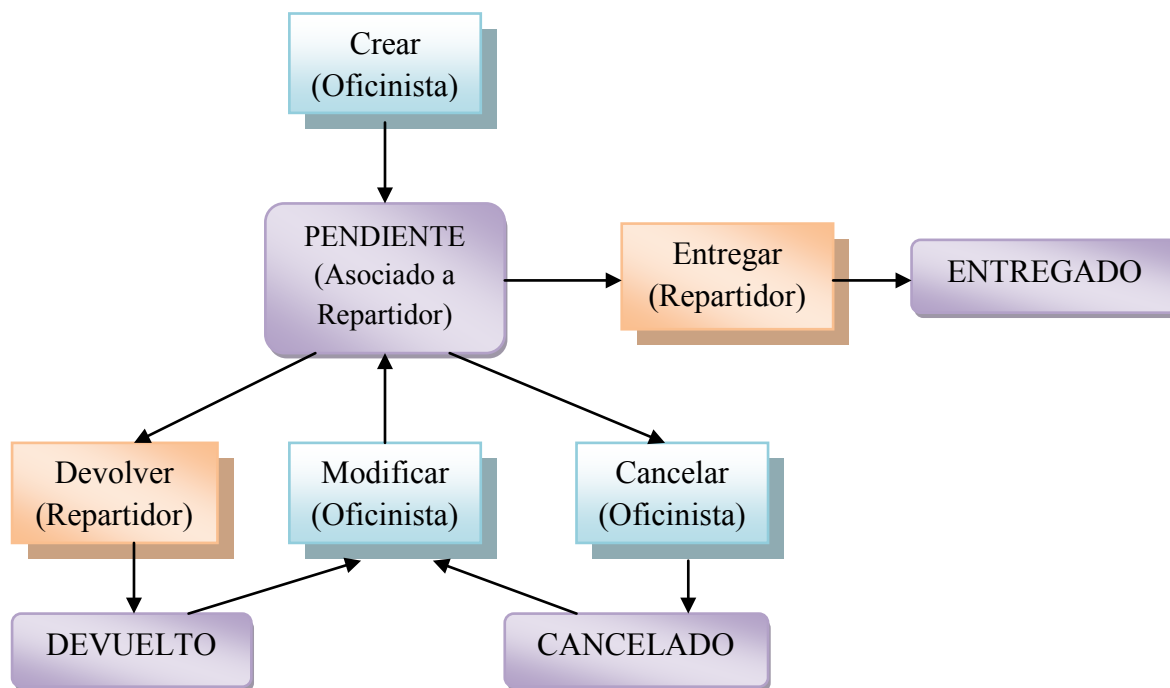 Crear
(Oficinista)
PENDIENTE
(Asociado a
Repartidor)
Entregar
(Repartidor)
ENTREGADO
Devolver
(Repartidor)
Modificar
(Oficinista)
Cancelar
(Oficinista)
DEVUELTO
CANCELADO